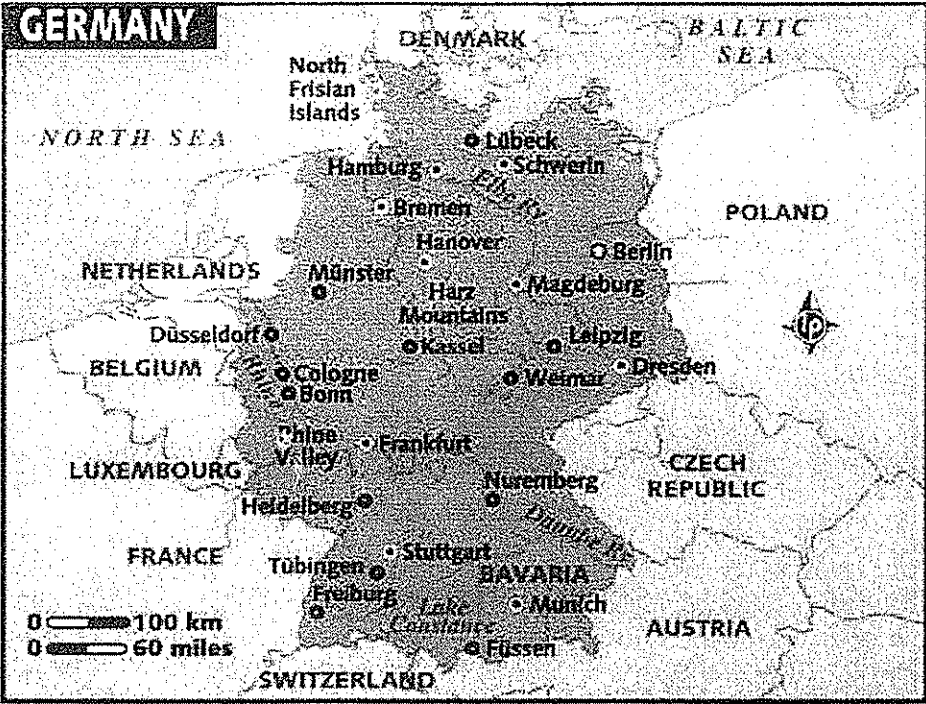 GERMANY
DENMARK
BALTIC
SEA
North
Frisian
Islands
NORTH SEA
Lübeck
Hamburg
Schwerin
Elbe R.
Bremen
POLAND
Hanover
Berlin
NETHERLANDS
Münster
Magdeburg
Harz
Mountains
Düsseldorf
Leipzig
Kassel
BELGIUM
Dresden
Rhine
Cologne
Weimar
Bonn
Rhine
Valley
Frankfurt
LUXEMBOURG
CZECH
REPUBLIC
Nuremberg
Heidelberg
Danube R.
FRANCE
Stuttgart
Tübingen
BAVARIA
Freiburg
Lake
Constance
Munich
0 100 km
0 60 miles
AUSTRIA
Füssen
SWITZERLAND